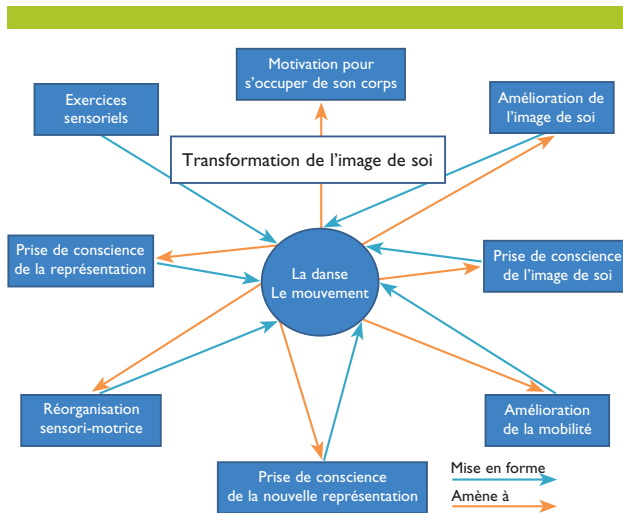 Motivation pour
s'occuper de son corps
Exercices
sensoriels
Amélioration de
l'image de soi
Transformation de l'image de soi
Prise de conscience
de la représentation
La danse
Le mouvement
Prise de conscience
de l'image de soi
Réorganisation
sensori-motrice
Amélioration
de la mobilité
Prise de conscience
de la nouvelle représentation
Mise en forme
Amène à